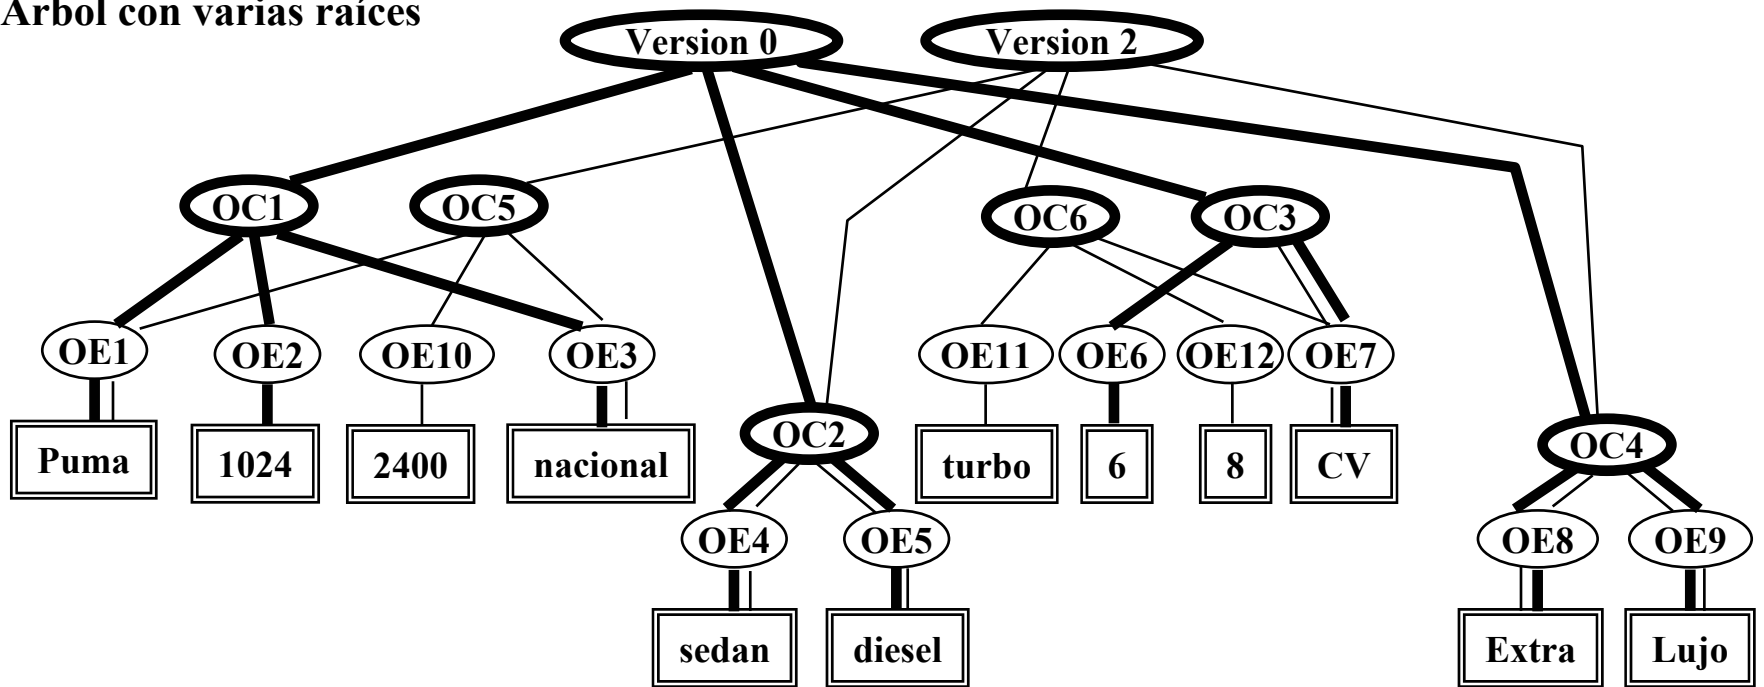 Arbol con varias raíces
Version 0 Version 2
OC1 OC5 OC6 OC3
OE1 OE2 OE10 OE3 OE11 OE6 OE12 OE7
OC2 OC4
Puma 1024 2400 nacional turbo 6 8 CV
OE4 OE5 OE8 OE9
sedan diesel Extra Lujo